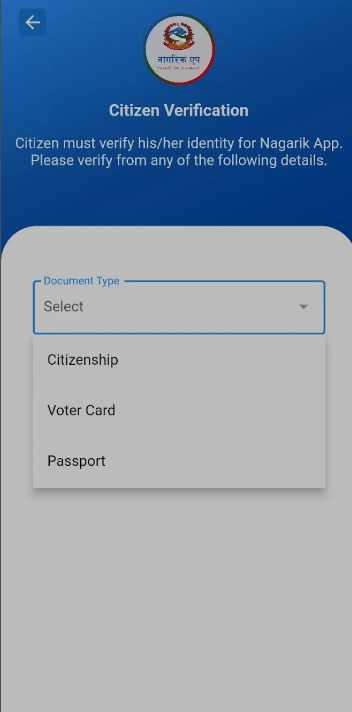 नागरिक एप
Citizen Verification
Citizen must verify his/her identity for Nagarik App.
Please verify from any of the following details.
Document Type
Select
Citizenship
Voter Card
Passport